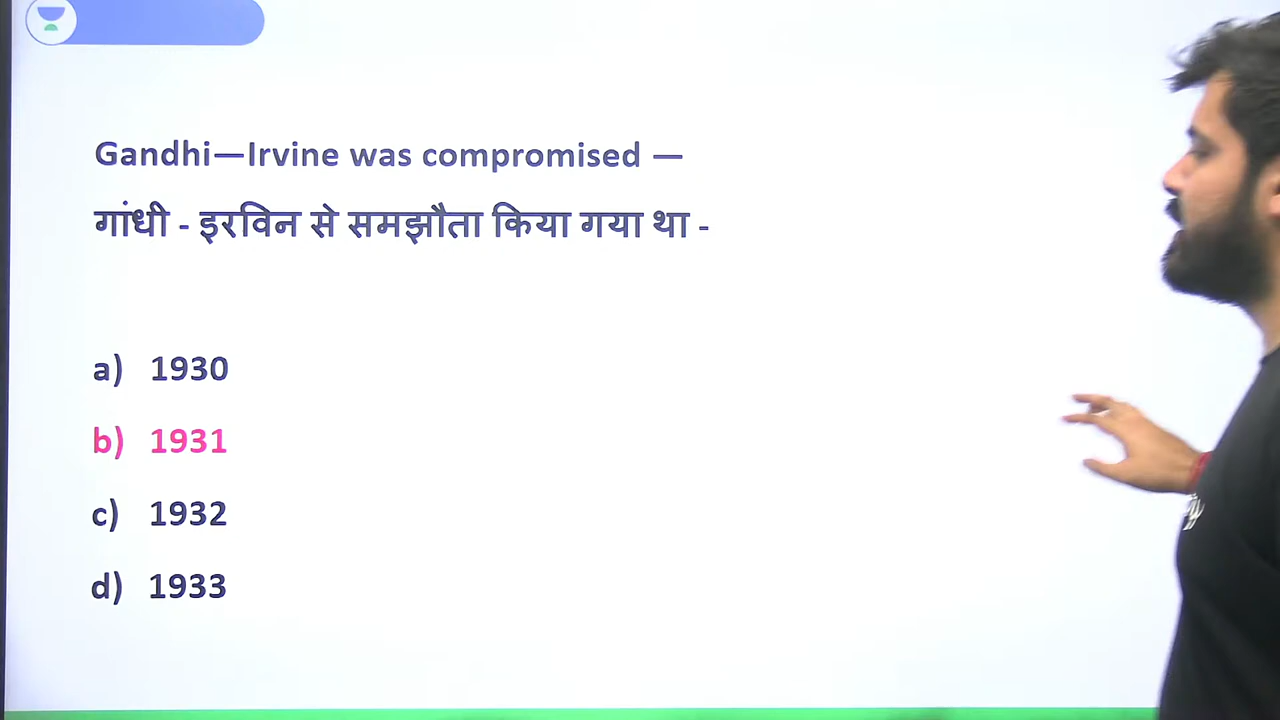 Gandhi—Irvine was compromised —
गांधी - इरविन से समझौता किया गया था -
a) 1930
b) 1931
c) 1932
d) 1933